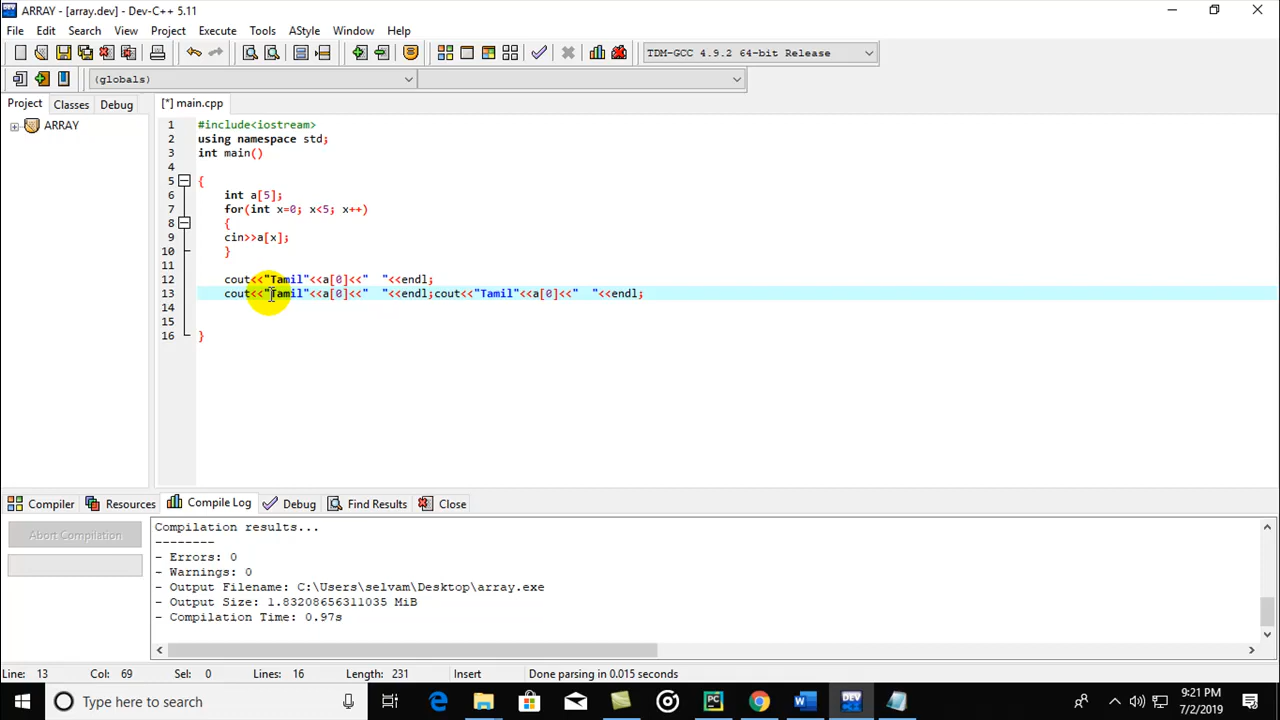 ARRAY - [array.dev] - Dev-C++ 5.11
File Edit Search View Project Execute Tools AStyle Window Help
TDM-GCC 4.9.2 64-bit Release
(globals)
Project Classes Debug [*] main.cpp
ARRAY
1 #include<iostream>
2 using namespace std;
3 int main()
4
5 {
6 int a[5];
7 for(int x=0; x<5; x++)
8 {
9 cin>>a[x];
10 }
11
12 cout<<"Tamil"<<a[0]<<"  "<<endl;
13 cout<<"Tamil"<<a[0]<<"  "<<endl;cout<<"Tamil"<<a[0]<<"  "<<endl;
14
15
16 }
Compiler Resources Compile Log Debug Find Results Close
Abort Compilation
Compilation results...
--------
- Errors: 0
- Warnings: 0
- Output Filename: C:\Users\selvam\Desktop\array.exe
- Output Size: 1.83208656311035 MiB
- Compilation Time: 0.97s
Line: 13 Col: 69 Sel: 0 Lines: 16 Length: 231 Insert Done parsing in 0.015 seconds
Type here to search
DEV
9:21 PM
7/2/2019